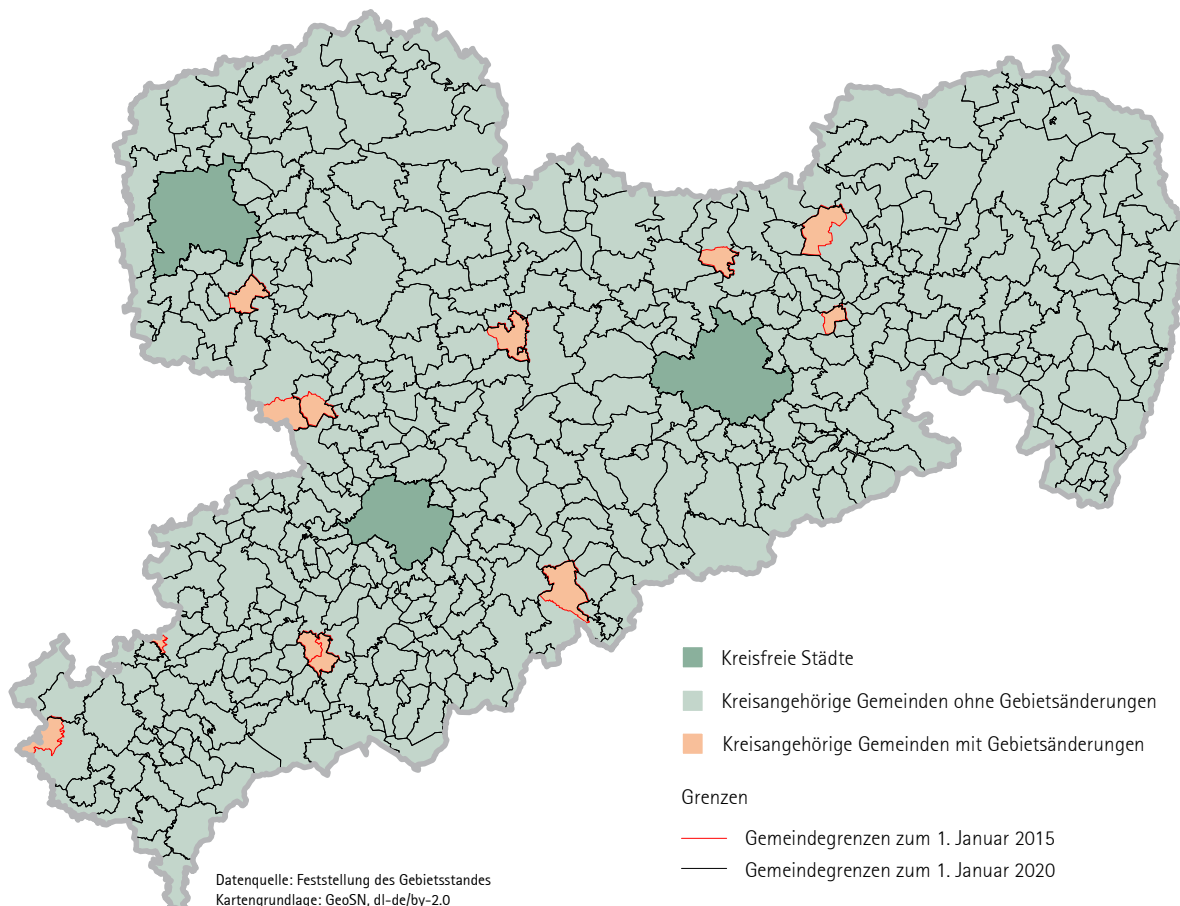 Kreisfreie Städte
Kreisangehörige Gemeinden ohne Gebietsänderungen
Kreisangehörige Gemeinden mit Gebietsänderungen
Grenzen
Gemeindegrenzen zum 1. Januar 2015
Gemeindegrenzen zum 1. Januar 2020
Datenquelle: Feststellung des Gebietsstandes
Kartengrundlage: GeoSN, dl-de/by-2.0